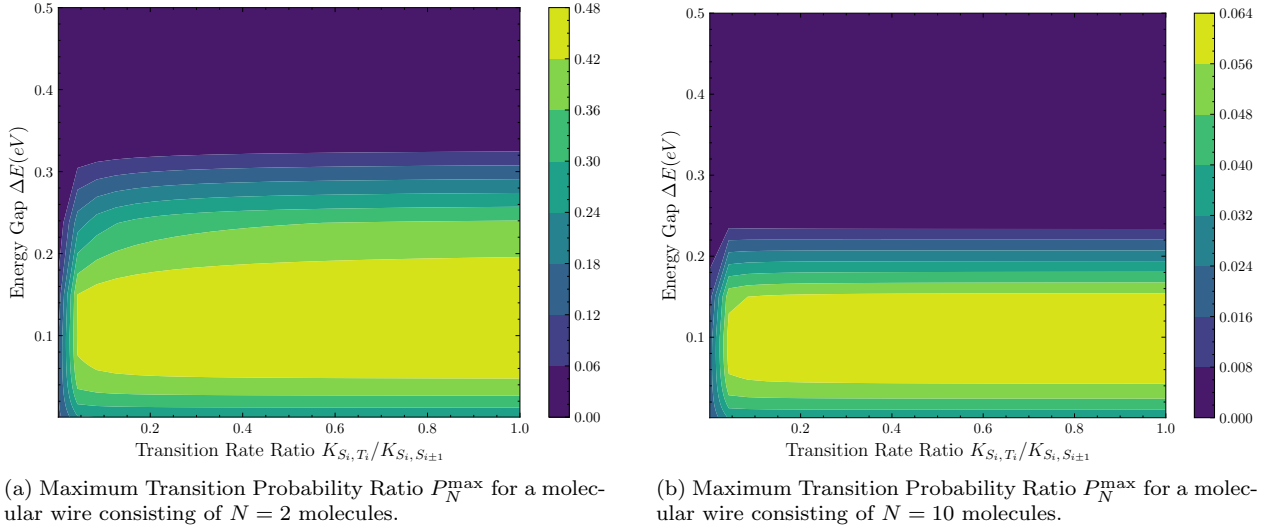 0.5
0.4
0.3
0.2
0.1
Energy Gap ΔE(eV)
0.2 0.4 0.6 0.8 1.0
Transition Rate Ratio K_{S_i,T_i}/K_{S_i,S_{i±1}}
0.48
0.42
0.36
0.30
0.24
0.18
0.12
0.06
0.00
(a) Maximum Transition Probability Ratio P_N^{max} for a molec-
ular wire consisting of N = 2 molecules.
0.5
0.4
0.3
0.2
0.1
Energy Gap ΔE(eV)
0.2 0.4 0.6 0.8 1.0
Transition Rate Ratio K_{S_i,T_i}/K_{S_i,S_{i±1}}
0.064
0.056
0.048
0.040
0.032
0.024
0.016
0.008
0.000
(b) Maximum Transition Probability Ratio P_N^{max} for a molec-
ular wire consisting of N = 10 molecules.